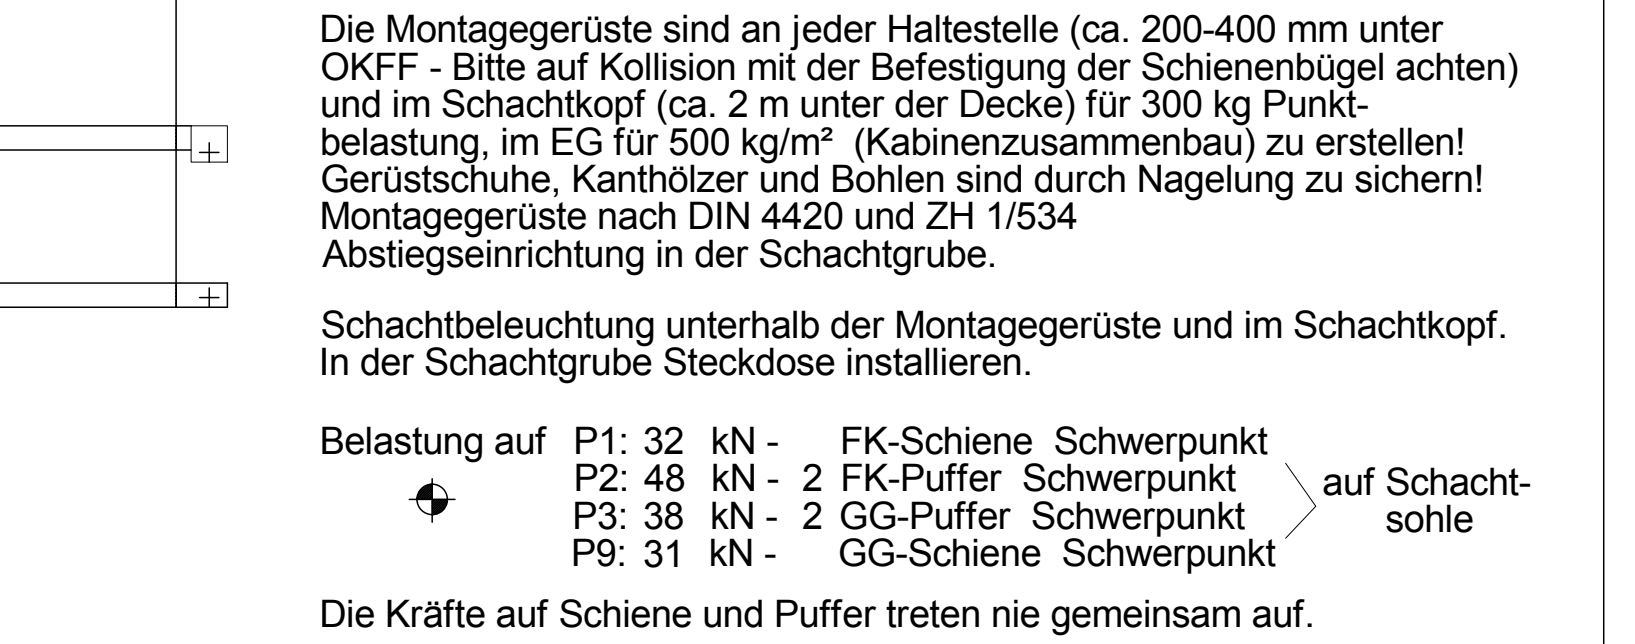 Die Montagegerüste sind an jeder Haltestelle (ca. 200-400 mm unter
OKFF - Bitte auf Kollision mit der Befestigung der Schienenbügel achten)
und im Schachtkopf (ca. 2 m unter der Decke) für 300 kg Punkt-
belastung, im EG für 500 kg/m² (Kabinenzusammenbau) zu erstellen!
Gerüstschuhe, Kanthölzer und Bohlen sind durch Nagelung zu sichern!
Montagegerüste nach DIN 4420 und ZH 1/534
Abstiegseinrichtung in der Schachtgrube.
Schachtbeleuchtung unterhalb der Montagegerüste und im Schachtkopf.
In der Schachtgrube Steckdose installieren.
Belastung auf P1: 32 kN - FK-Schiene Schwerpunkt
P2: 48 kN - 2 FK-Puffer Schwerpunkt
P3: 38 kN - 2 GG-Puffer Schwerpunkt
P9: 31 kN - GG-Schiene Schwerpunkt
auf Schacht-
sohle
Die Kräfte auf Schiene und Puffer treten nie gemeinsam auf.